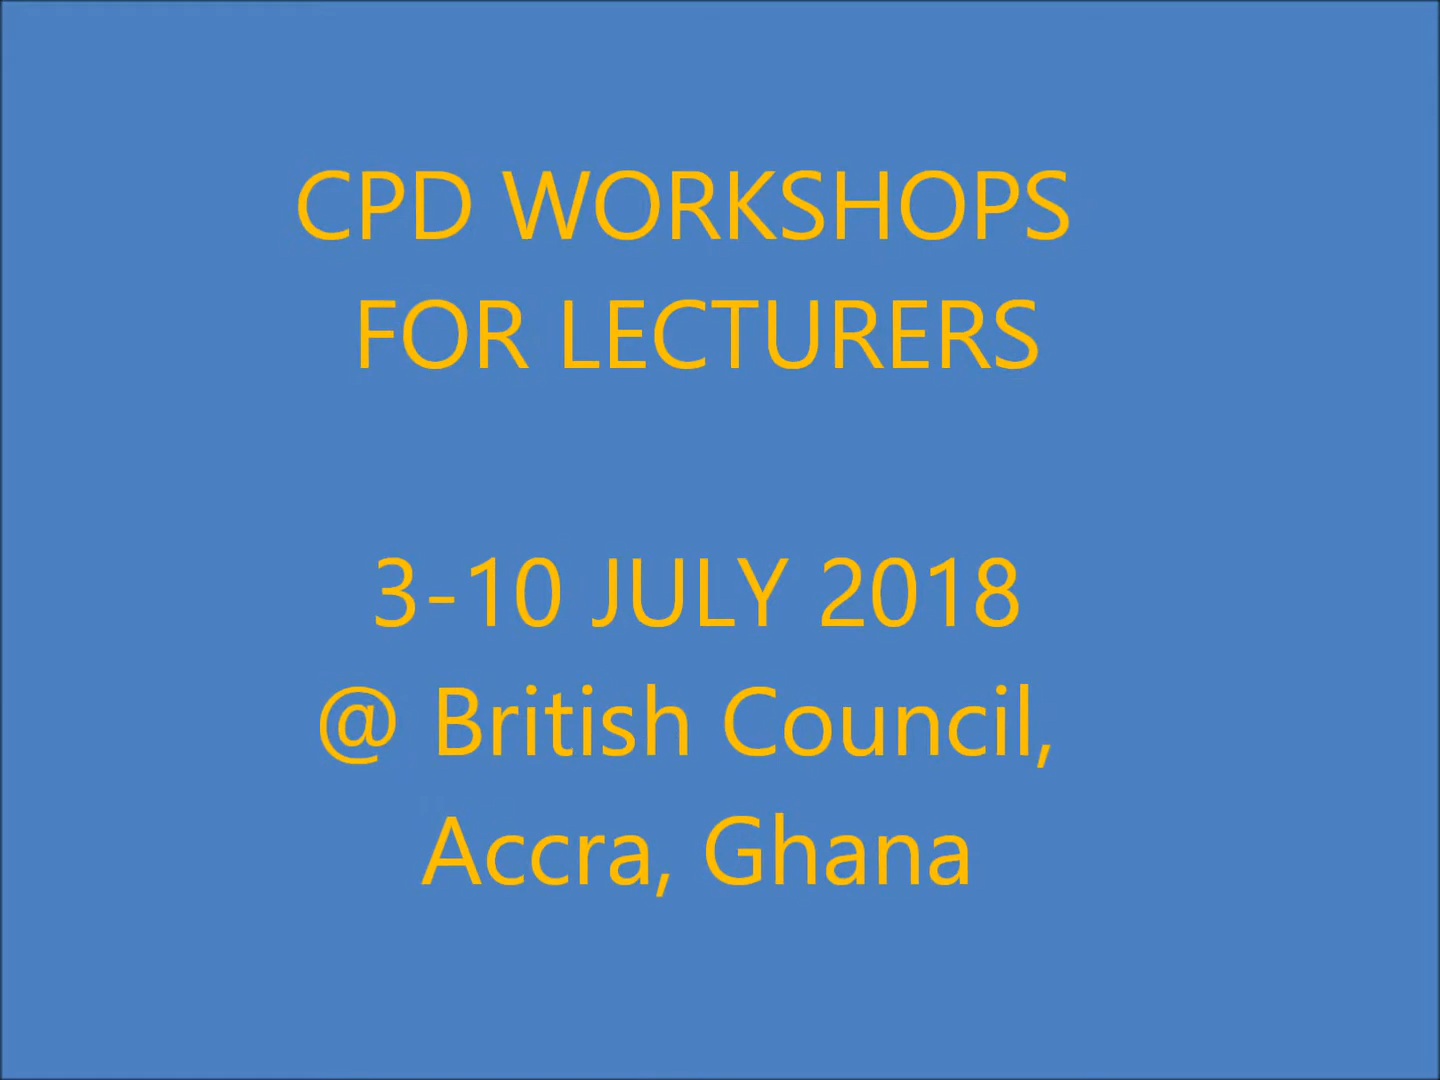 CPD WORKSHOPS
FOR LECTURERS
3-10 JULY 2018
@ British Council,
Accra, Ghana